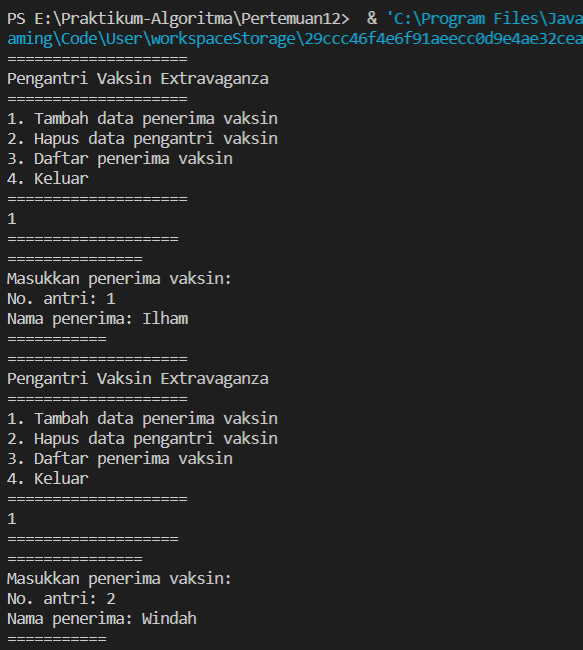 PS E:\Praktikum-Algoritma\Pertemuan12>  & 'C:\Program Files\Java
aming\Code\User\workspaceStorage\29ccc46f4e6f91aeecc0d9e4ae32cea
====================
Pengantri Vaksin Extravaganza
====================
1. Tambah data penerima vaksin
2. Hapus data pengantri vaksin
3. Daftar penerima vaksin
4. Keluar
====================
1
===================
===============
Masukkan penerima vaksin:
No. antri: 1
Nama penerima: Ilham
===========
====================
Pengantri Vaksin Extravaganza
====================
1. Tambah data penerima vaksin
2. Hapus data pengantri vaksin
3. Daftar penerima vaksin
4. Keluar
====================
1
===================
===============
Masukkan penerima vaksin:
No. antri: 2
Nama penerima: Windah
===========